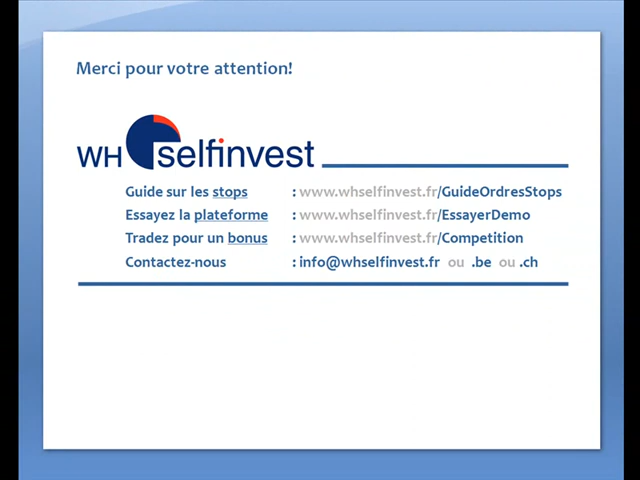 Merci pour votre attention!
WH selfinvest
Guide sur les stops : www.whselfinvest.fr/GuideOrdresStops
Essayez la plateforme : www.whselfinvest.fr/EssayerDemo
Tradez pour un bonus : www.whselfinvest.fr/Competition
Contactez-nous : info@whselfinvest.fr ou .be ou .ch